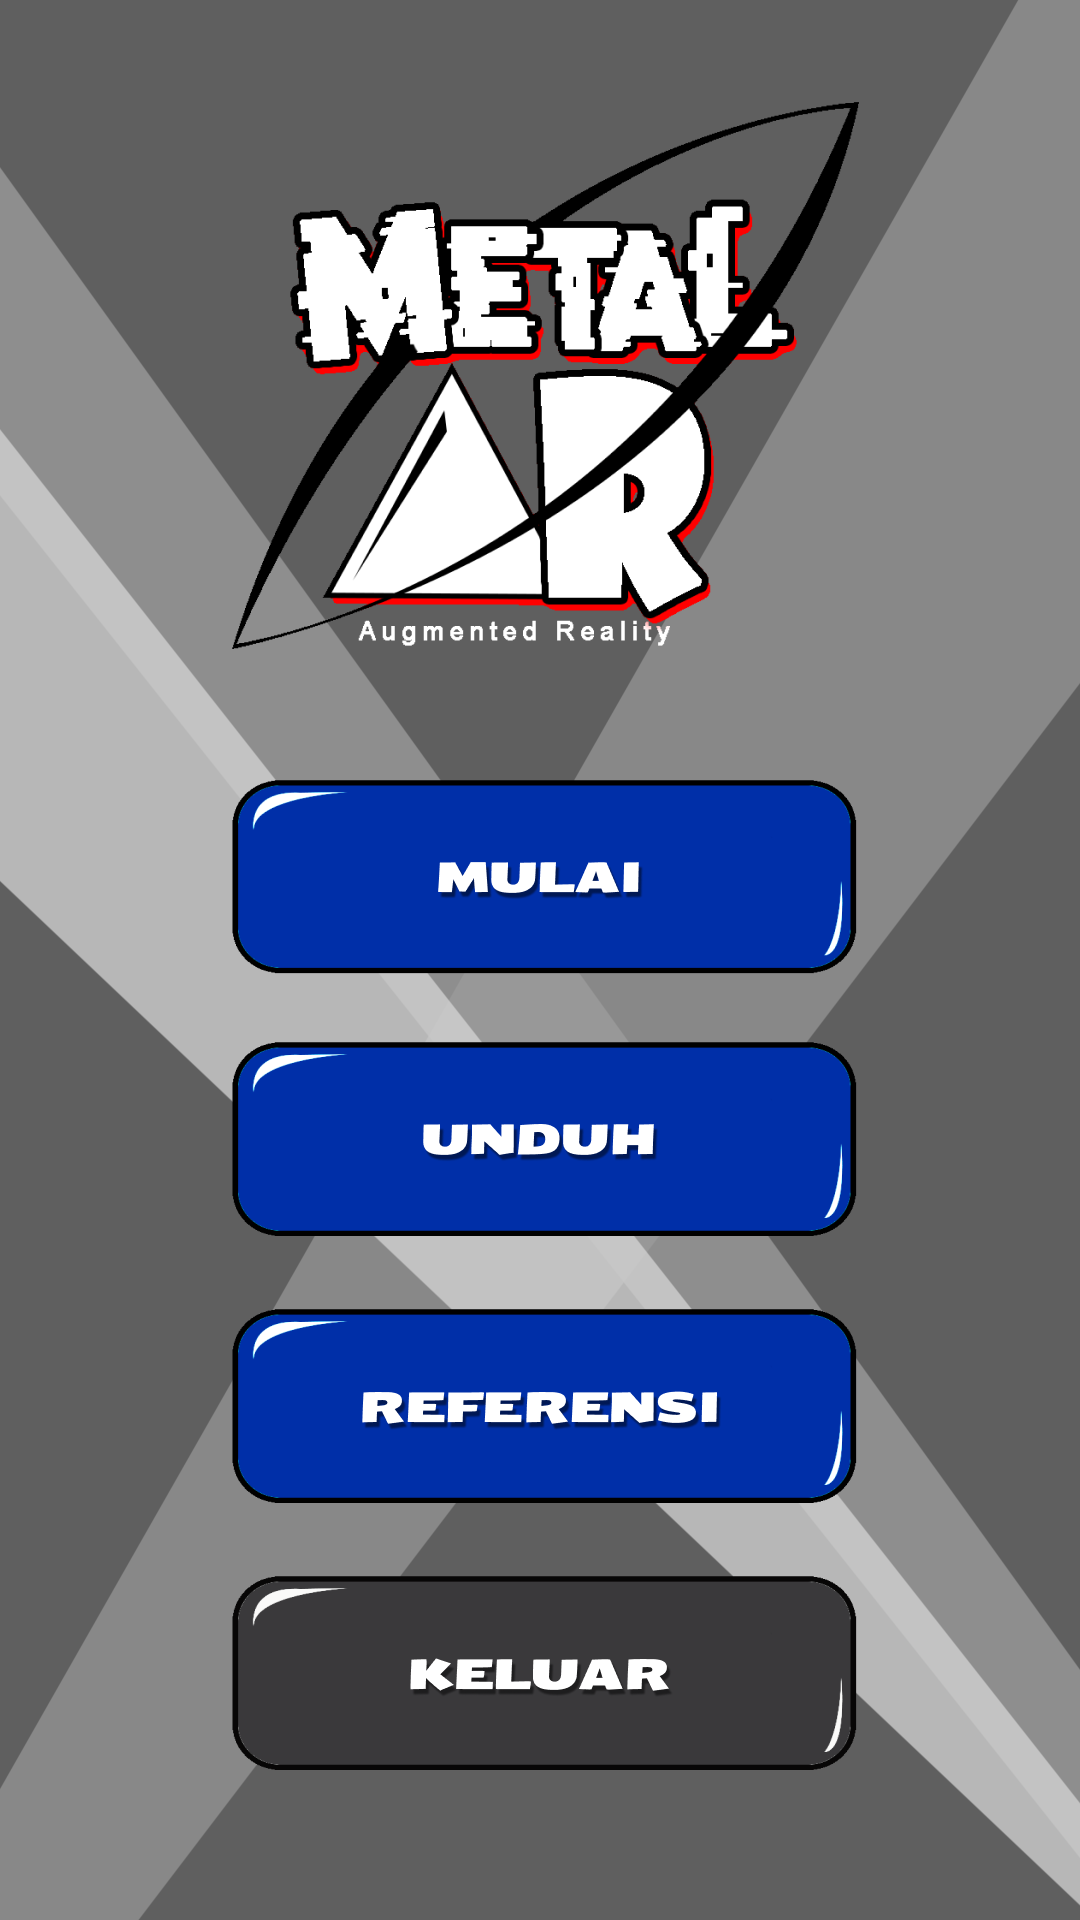 METAL
AR
Augmented Reality
MULAI
UNDUH
REFERENSI
KELUAR